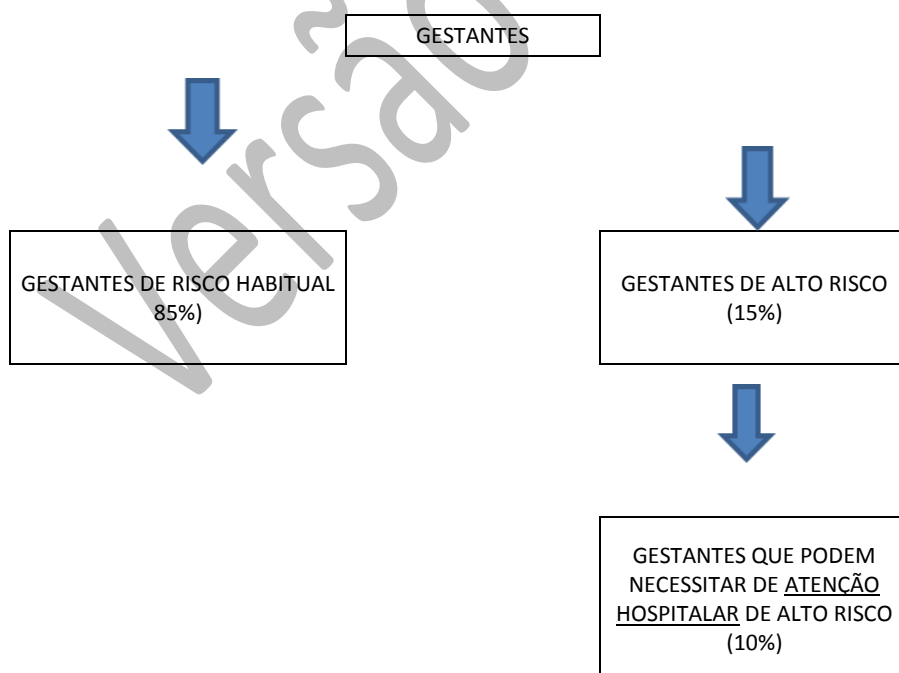 GESTANTES
GESTANTES DE RISCO HABITUAL
85%)
GESTANTES DE ALTO RISCO
(15%)
GESTANTES QUE PODEM
NECESSITAR DE ATENÇÃO
HOSPITALAR DE ALTO RISCO
(10%)
Versão